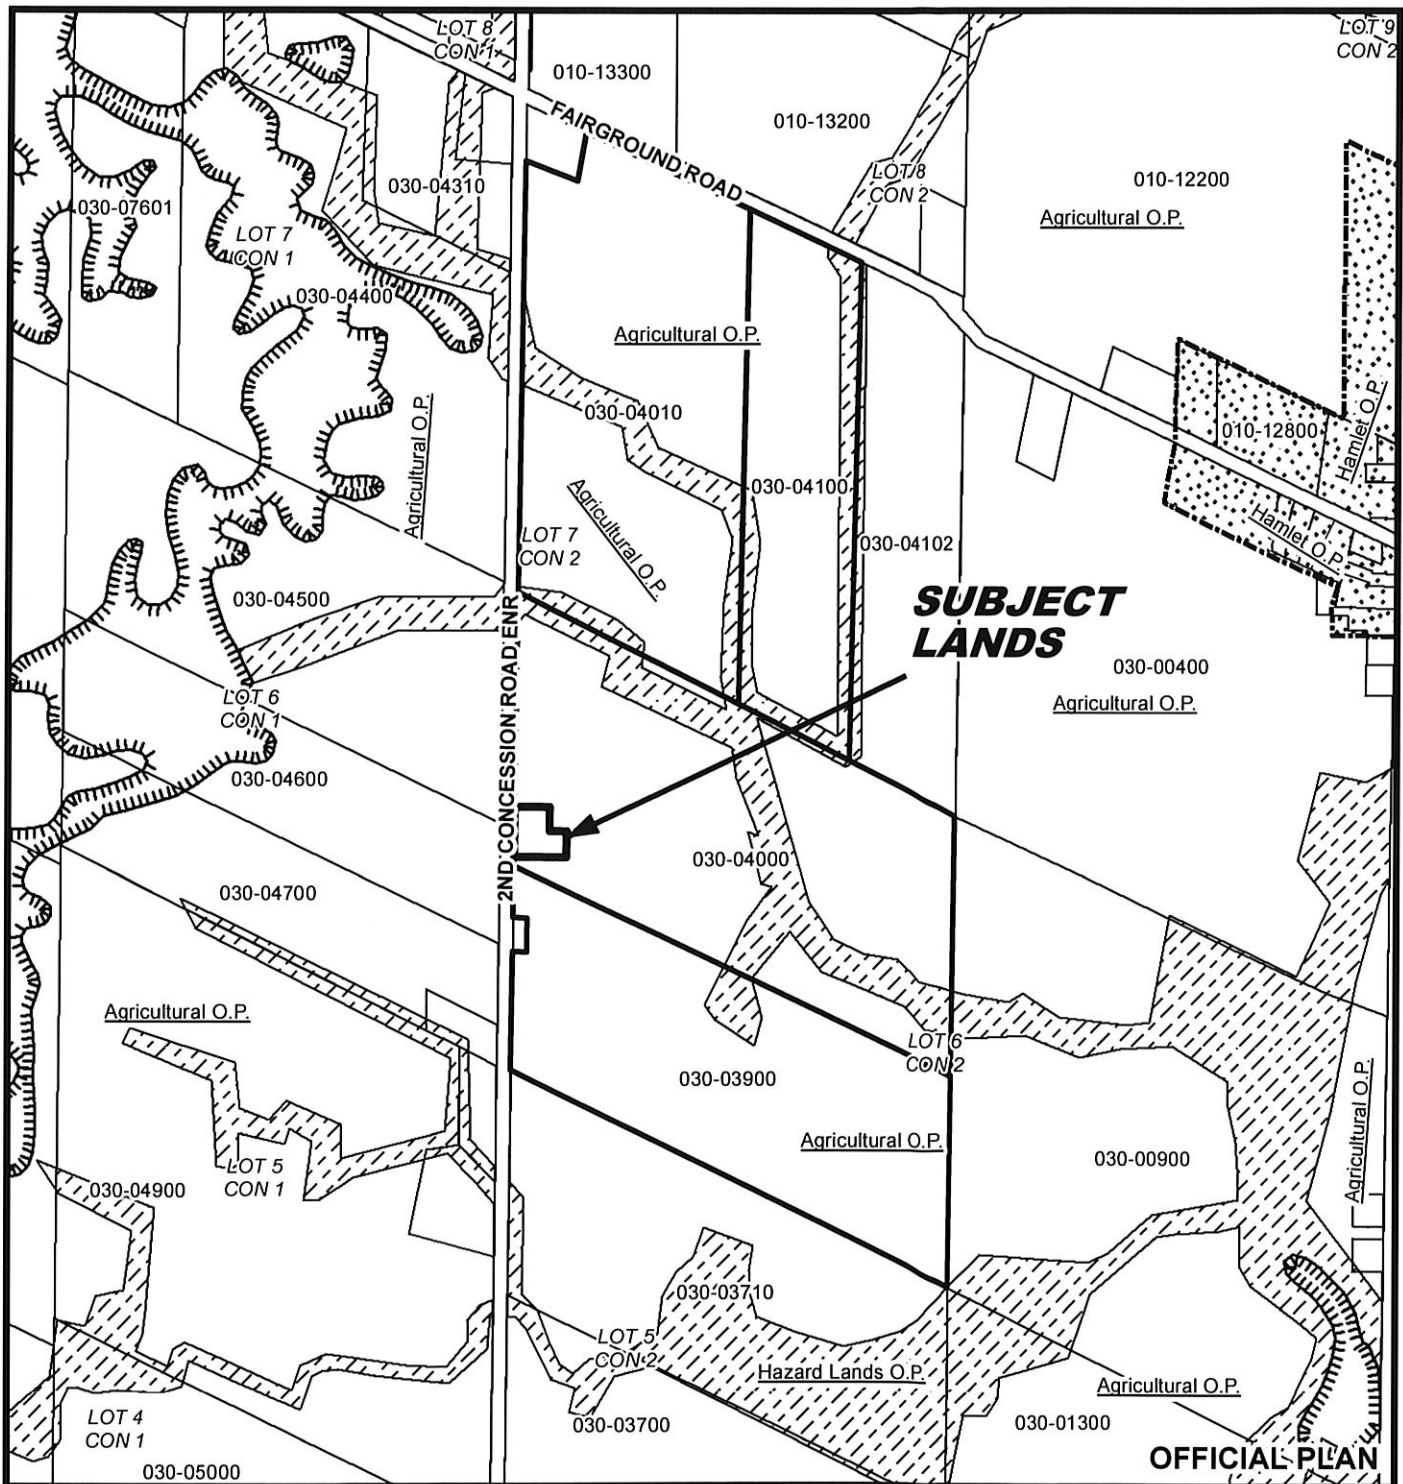 LOT 8
CON 1
LOT 9
CON 2
010-13300
FAIRGROUND ROAD
010-13200
LOT 8
CON 2
010-12200
Agricultural O.P.
030-04310
030-07601
LOT 7
CON 1
030-04400
Agricultural O.P.
030-04010
Agricultural O.P.
Agricultural O.P.
010-12800
Hamlet O.P.
Hamlet O.P.
030-04100
030-04102
LOT 7
CON 2
SUBJECT
LANDS
030-04500
2ND CONCESSION ROAD ENR
030-00400
Agricultural O.P.
LOT 6
CON 1
030-04600
030-04000
030-04700
Agricultural O.P.
LOT 6
CON 2
030-03900
Agricultural O.P.
030-00900
Agricultural O.P.
LOT 5
CON 1
030-04900
030-03710
LOT 5
CON 2
Hazard Lands O.P.
Agricultural O.P.
LOT 4
CON 1
030-03700
030-01300
OFFICIAL PLAN
030-05000